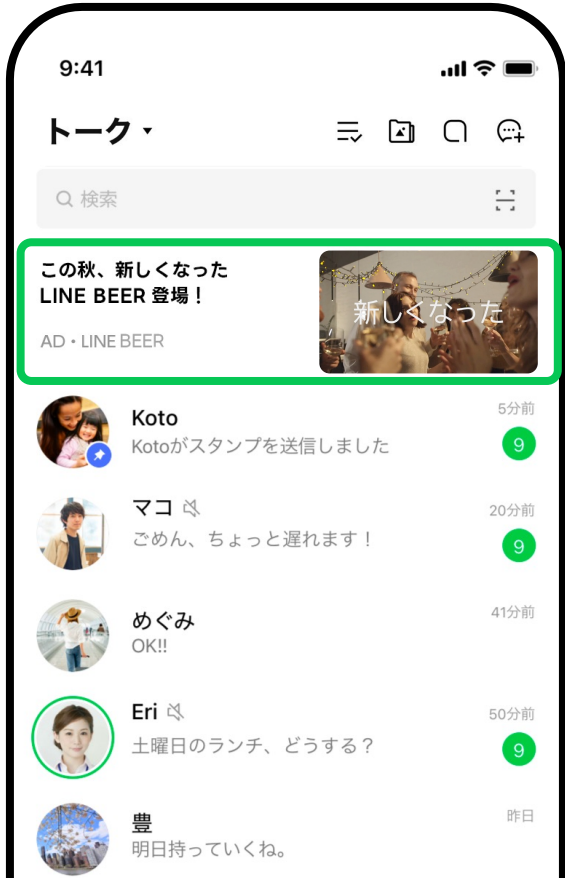 9:41
トーク
検索
この秋、新しくなった
LINE BEER 登場！
AD・LINE BEER
新しくなった
Koto
5分前
Kotoがスタンプを送信しました
9
マコ
20分前
ごめん、ちょっと遅れます！
9
めぐみ
41分前
OK!!
Eri
50分前
土曜日のランチ、どうする？
9
豊
昨日
明日持っていくね。